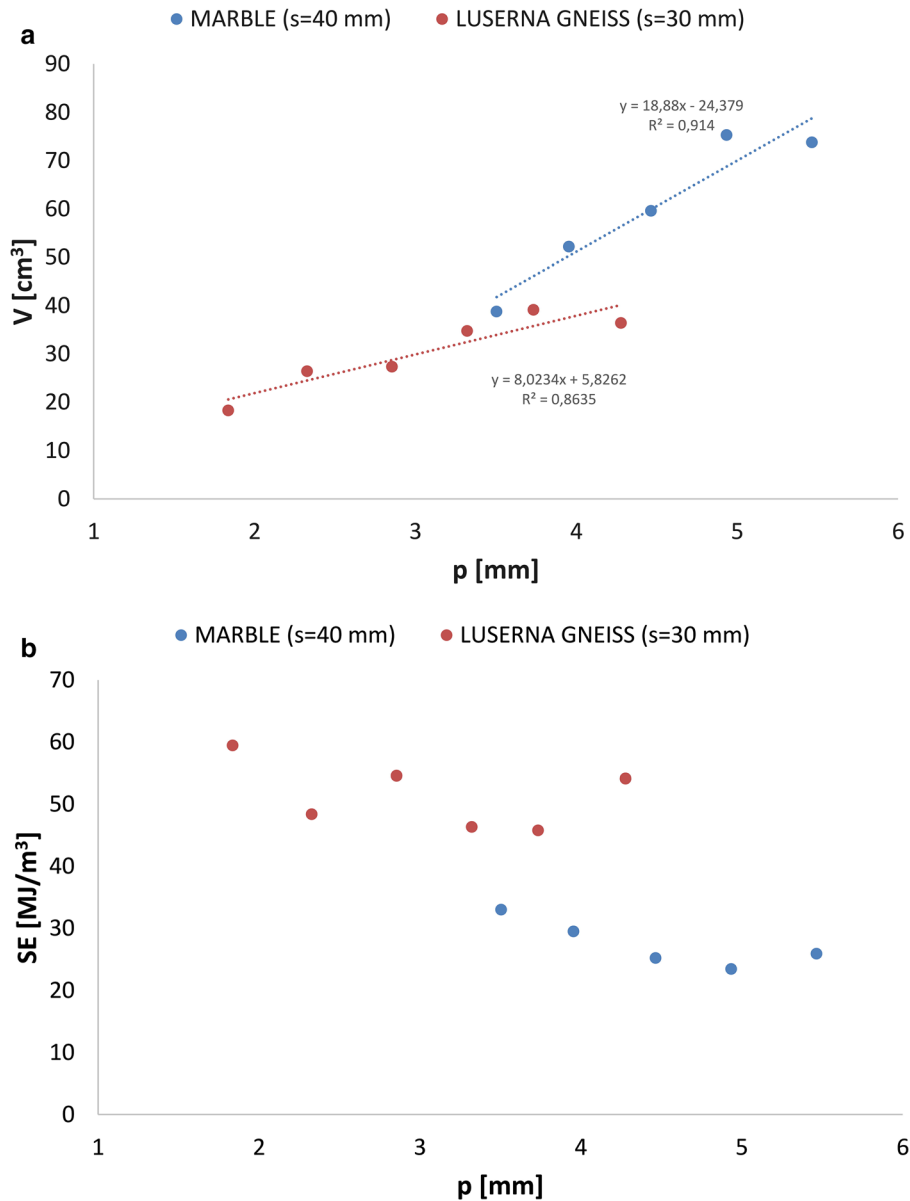 a
MARBLE (s=40 mm) LUSERNA GNEISS (s=30 mm)
90
80
70
60
50
40
30
20
10
0
V [cm³]
y = 18,88x - 24,379
R² = 0,914
y = 8,0234x + 5,8262
R² = 0,8635
1 2 3 4 5 6
p [mm]
b
MARBLE (s=40 mm) LUSERNA GNEISS (s=30 mm)
70
60
50
40
30
20
10
0
SE [MJ/m³]
1 2 3 4 5 6
p [mm]